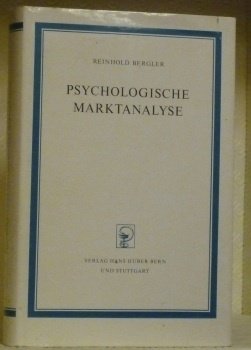 REINHOLD BERGLER
PSYCHOLOGISCHE
MARKTANALYSE
VERLAG HANS HUBER BERN
UND STUTTGART